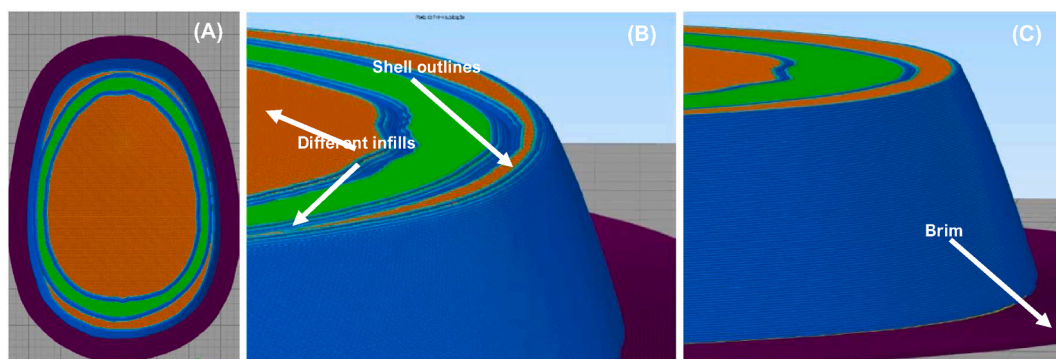 (A)
(B)
Shell outlines
Different infills
(C)
Brim